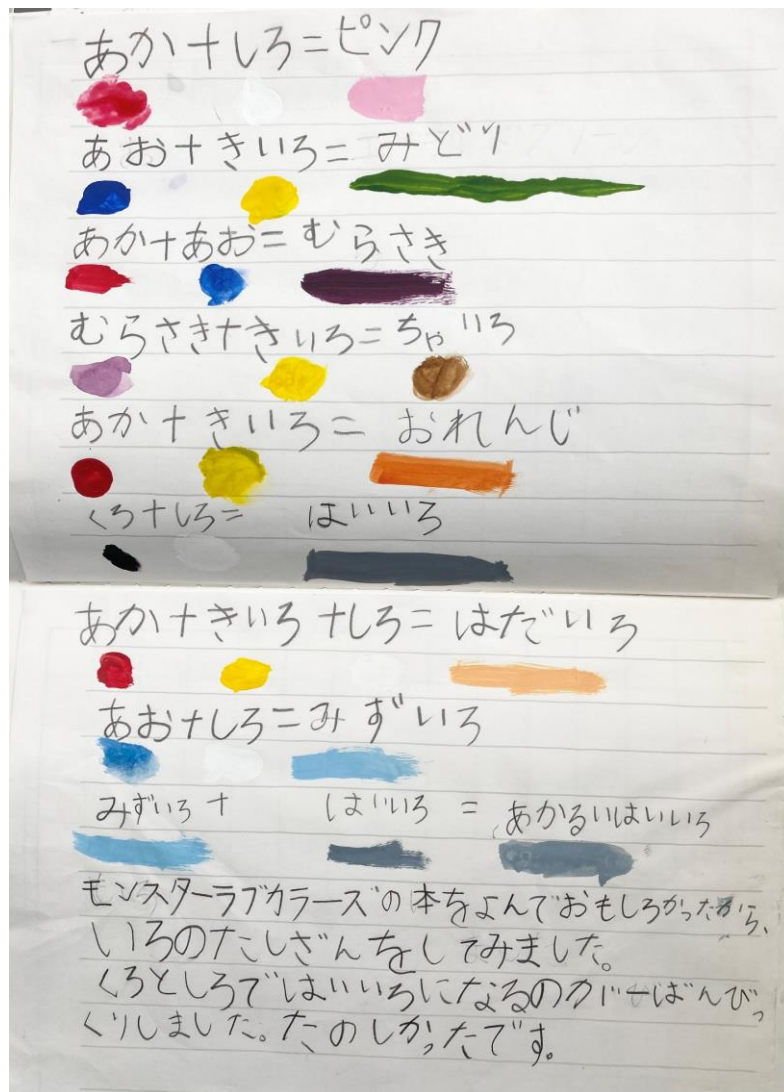 あか+しろ=ピンク
あお+きいろ=みどり
あか+あお=むらさき
むらさき+きいろ=ちゃいろ
あか+きいろ=おれんじ
くろ+しろ=はいいろ
あか+きいろ+しろ=はだいろ
あお+しろ=みずいろ
みずいろ+はいいろ=あかるいはいいろ
モンスターラブカラーズの本をよんでおもしろかったから、
いろのたしざんをしてみました。
くろとしろではいいろになるのが一ばんびっ
くりしました。たのしかったです。